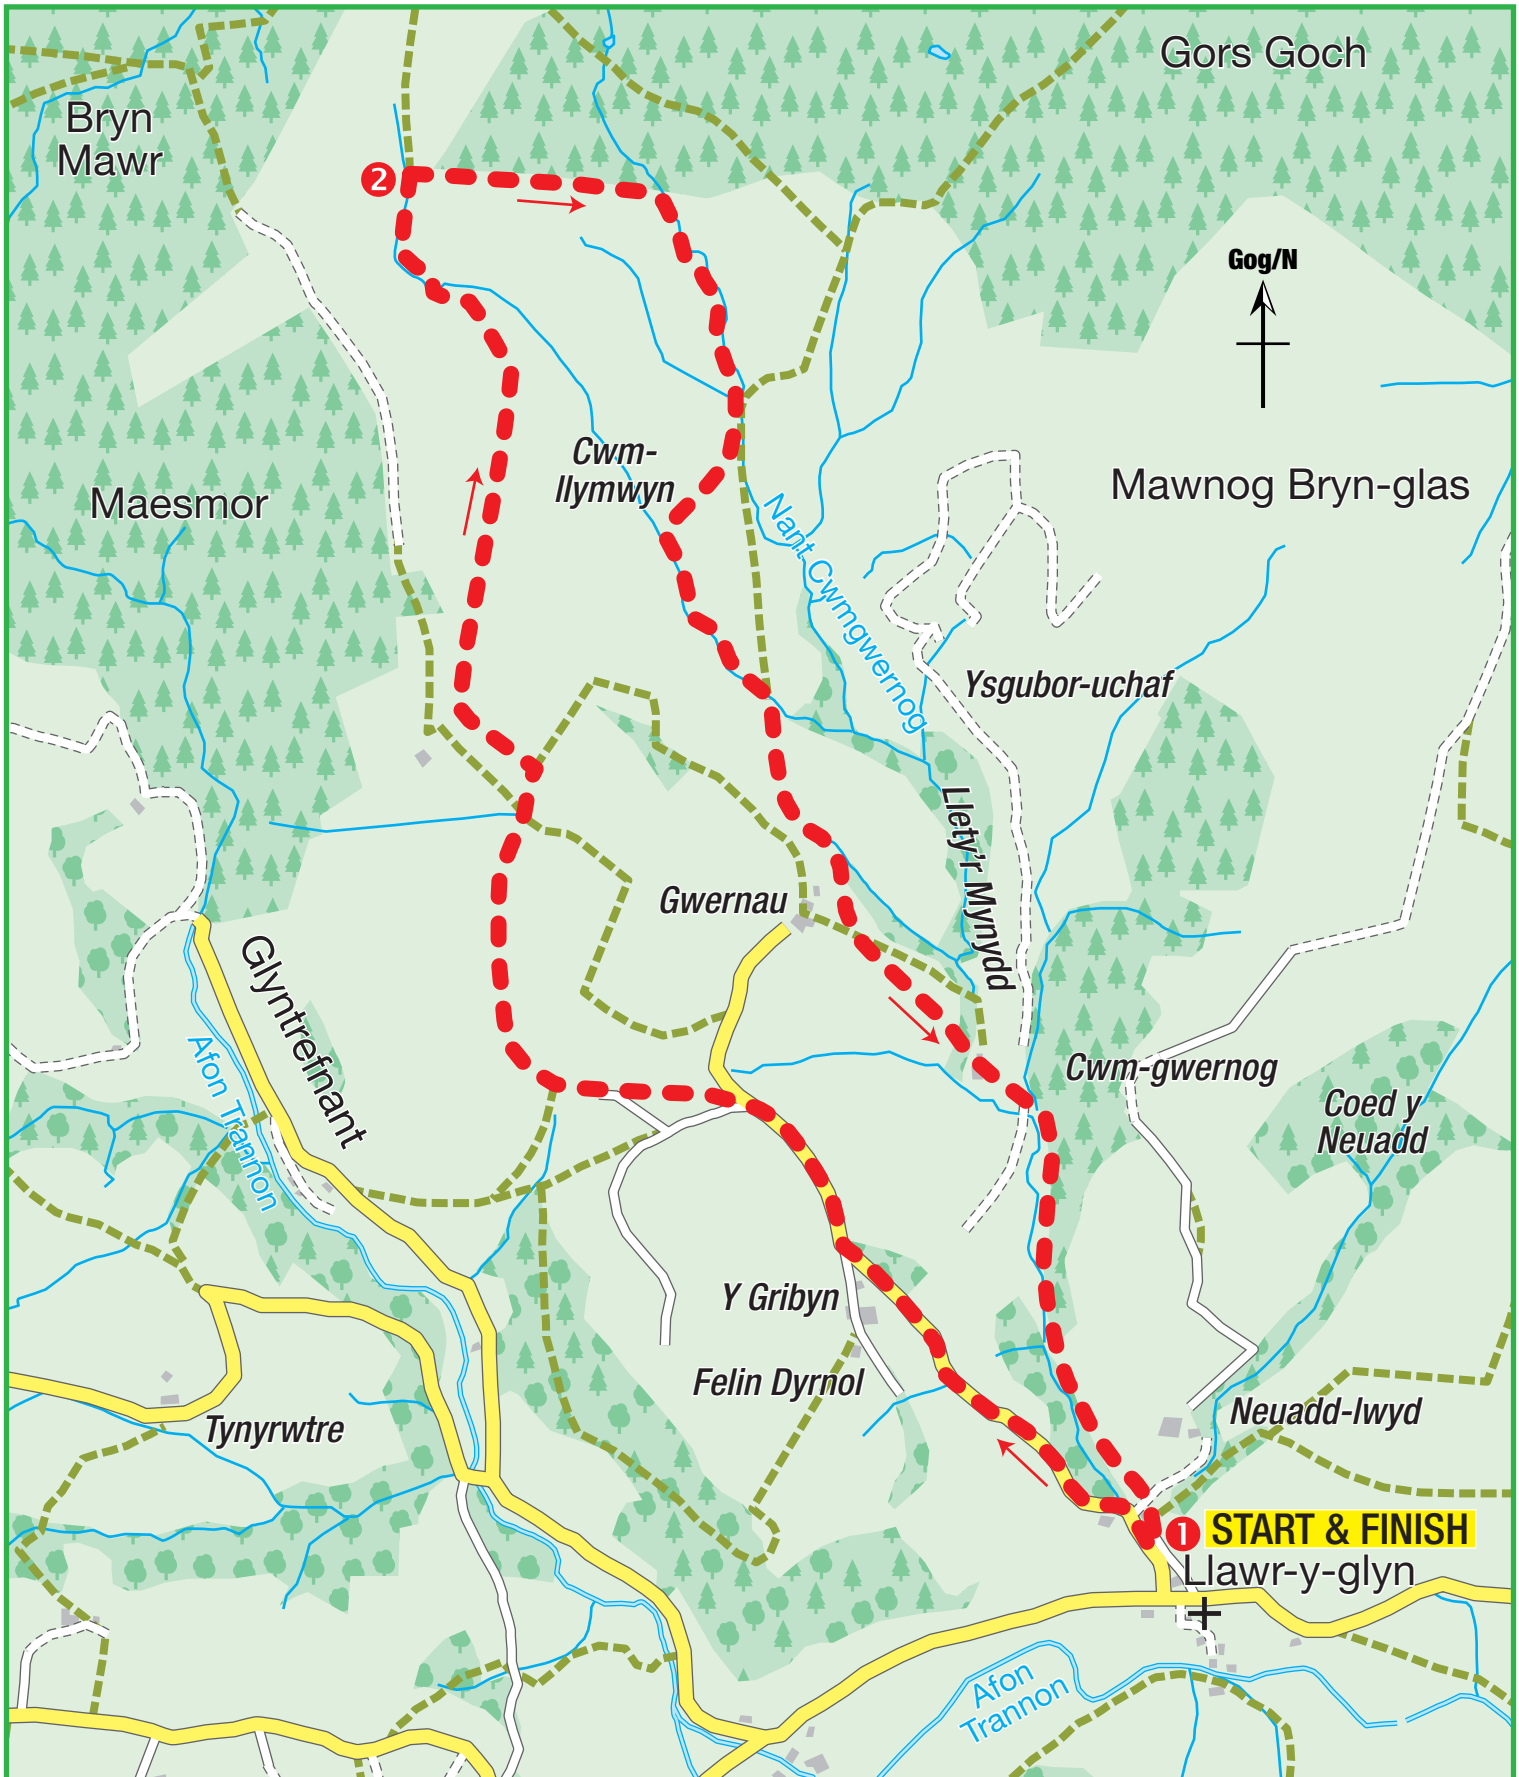 Gors Goch
Bryn
Mawr
2
Gog/N
Cwm-
llymwyn
Maesmor
Mawnog Bryn-glas
Nant Cwmgwernog
Ysgubor-uchaf
Llety'r Mynydd
Gwernau
Glyntrefnant
Afon Trannon
Cwm-gwernog
Coed y
Neuadd
Y Gribyn
Felin Dyrnol
Tynyrwtre
Neuadd-lwyd
1 START & FINISH
Llawr-y-glyn
Afon
Trannon